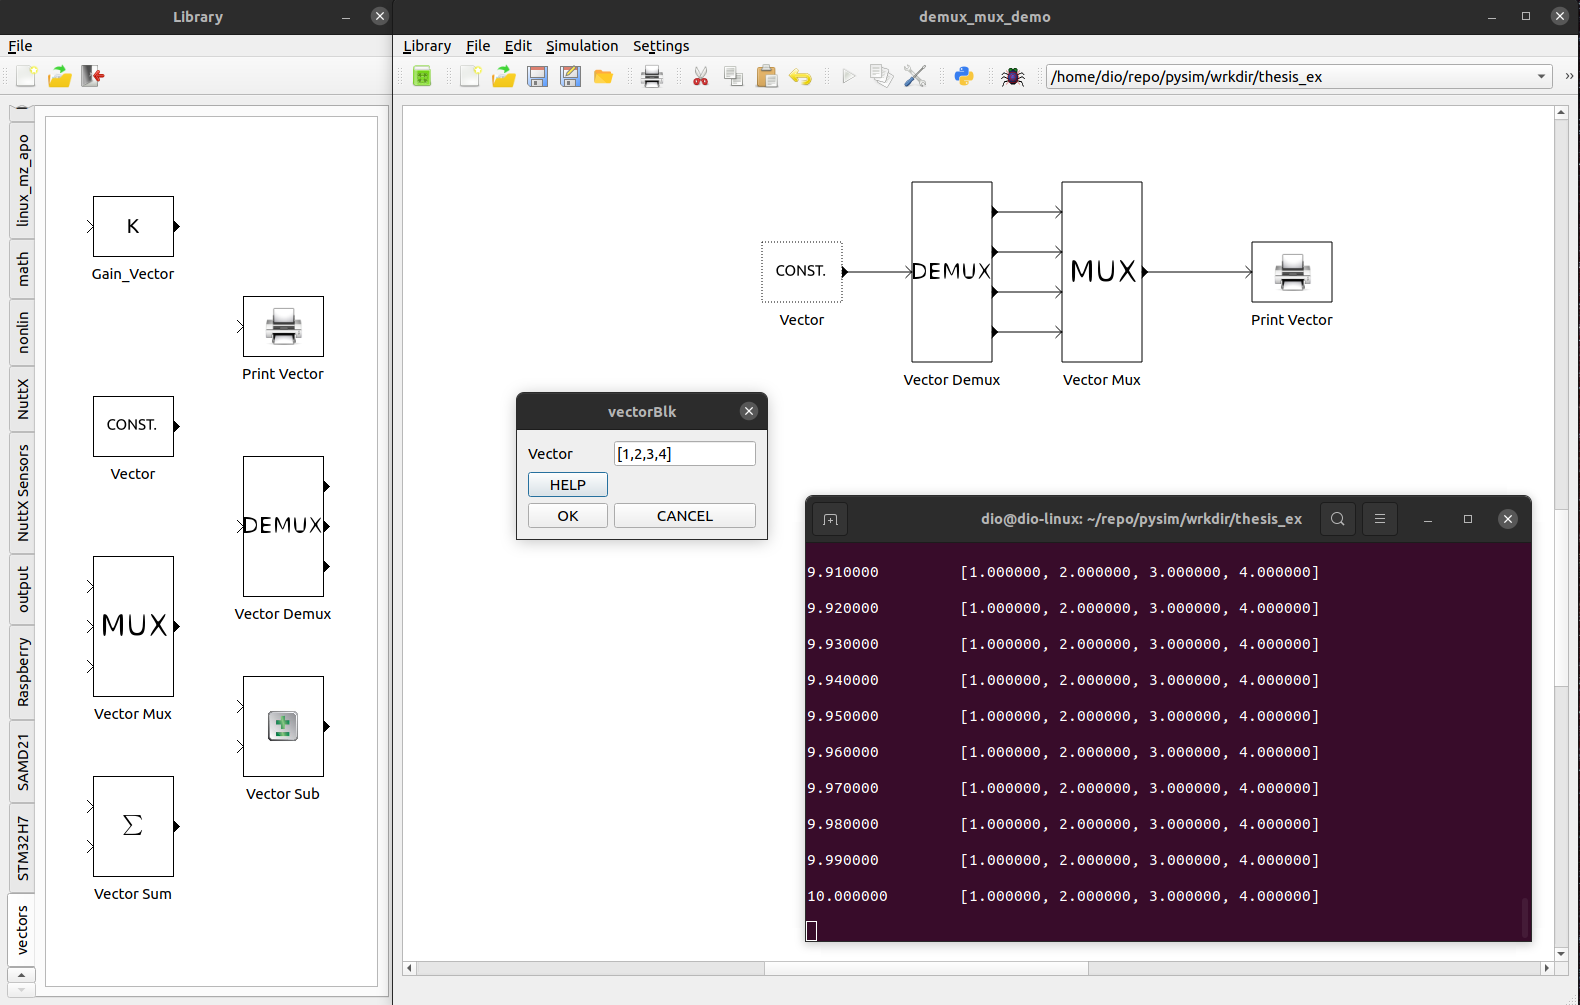 Library
File
linux_mz_apo
math
nonlin
NuttX
NuttX Sensors
output
Raspberry
SAMD21
STM32H7
vectors
K
Gain_Vector
Print Vector
CONST.
Vector
DEMUX
Vector Demux
MUX
Vector Mux
Vector Sub
Σ
Vector Sum
demux_mux_demo
Library File Edit Simulation Settings
/home/dio/repo/pysim/wrkdir/thesis_ex
CONST.
Vector
DEMUX
Vector Demux
MUX
Vector Mux
Print Vector
vectorBlk
Vector [1,2,3,4]
HELP
OK CANCEL
dio@dio-linux: ~/repo/pysim/wrkdir/thesis_ex
9.910000 [1.000000, 2.000000, 3.000000, 4.000000]
9.920000 [1.000000, 2.000000, 3.000000, 4.000000]
9.930000 [1.000000, 2.000000, 3.000000, 4.000000]
9.940000 [1.000000, 2.000000, 3.000000, 4.000000]
9.950000 [1.000000, 2.000000, 3.000000, 4.000000]
9.960000 [1.000000, 2.000000, 3.000000, 4.000000]
9.970000 [1.000000, 2.000000, 3.000000, 4.000000]
9.980000 [1.000000, 2.000000, 3.000000, 4.000000]
9.990000 [1.000000, 2.000000, 3.000000, 4.000000]
10.000000 [1.000000, 2.000000, 3.000000, 4.000000]